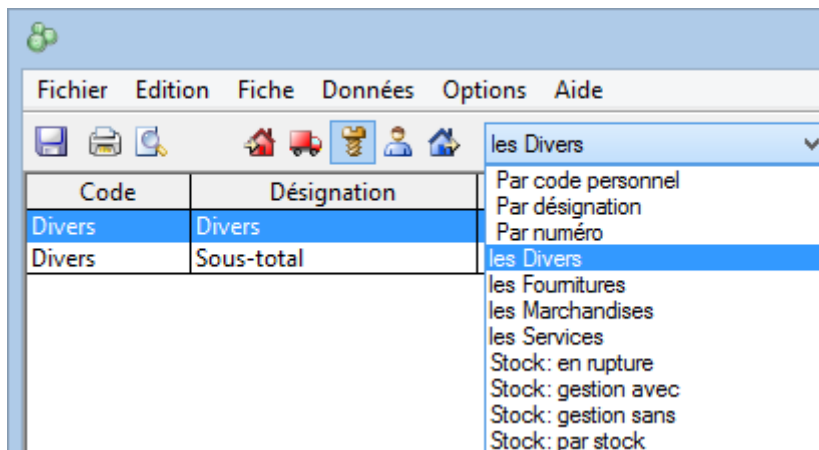 Fichier Edition Fiche Données Options Aide
les Divers
Code Désignation
Par code personnel
Par désignation
Par numéro
Divers Divers
Divers Sous-total
les Divers
les Fournitures
les Marchandises
les Services
Stock: en rupture
Stock: gestion avec
Stock: gestion sans
Stock: par stock